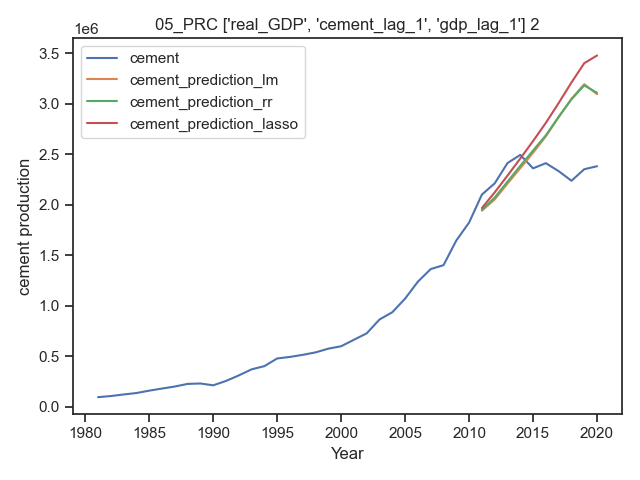 05_PRC ['real_GDP', 'cement_lag_1', 'gdp_lag_1'] 2
1e6
cement
cement_prediction_lm
cement_prediction_rr
cement_prediction_lasso
3.5
3.0
2.5
2.0
1.5
1.0
0.5
0.0
cement production
1980 1985 1990 1995 2000 2005 2010 2015 2020
Year